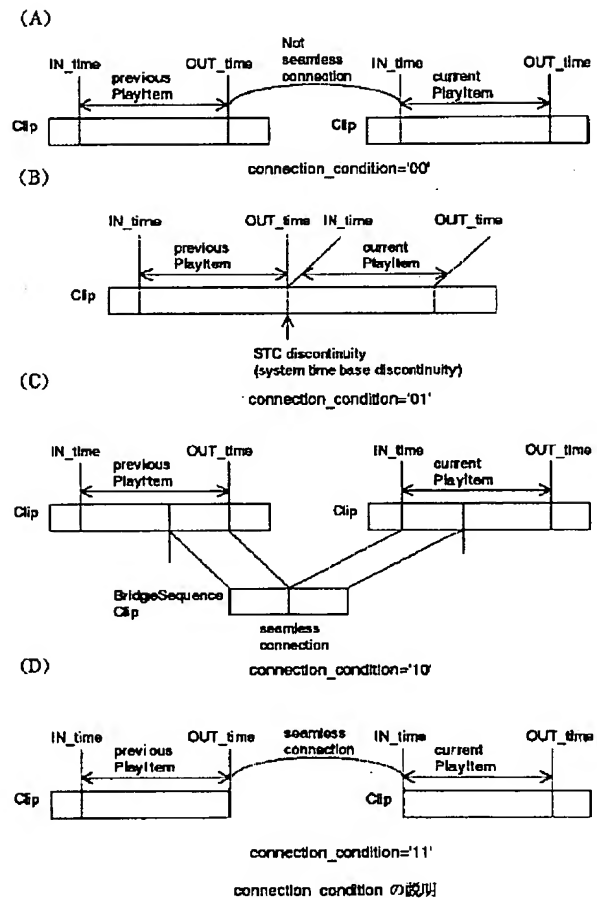 (A)
Not
seamless
connection
IN_time
OUT_time
IN_time
OUT_time
previous
PlayItem
current
PlayItem
Clip
Clip
connection_condition='00'
(B)
IN_time
OUT_time
IN_time
OUT_time
previous
PlayItem
current
PlayItem
Clip
STC discontinuity
(system time base discontinuity)
(C)
connection_condition='01'
IN_time
OUT_time
IN_time
OUT_time
previous
PlayItem
current
PlayItem
Clip
Clip
BridgeSequence
Clip
seamless
connection
(D)
connection_condition='10'
IN_time
OUT_time
seamless
connection
IN_time
OUT_time
previous
PlayItem
current
PlayItem
Clip
Clip
connection_condition='11'
connection_condition の説明